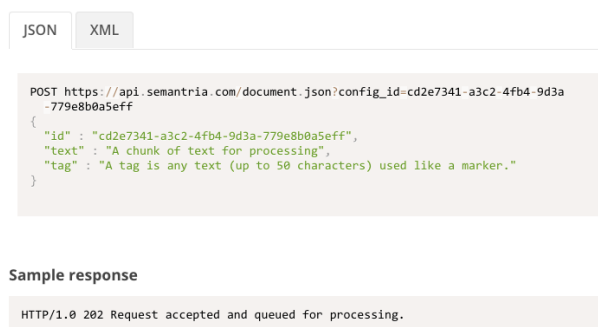 JSON
XML
POST https://api.semantria.com/document.json?config_id=cd2e7341-a3c2-4fb4-9d3a
-779e8b0a5eff
{
"id" : "cd2e7341-a3c2-4fb4-9d3a-779e8b0a5eff",
"text" : "A chunk of text for processing",
"tag" : "A tag is any text (up to 50 characters) used like a marker."
}
Sample response
HTTP/1.0 202 Request accepted and queued for processing.